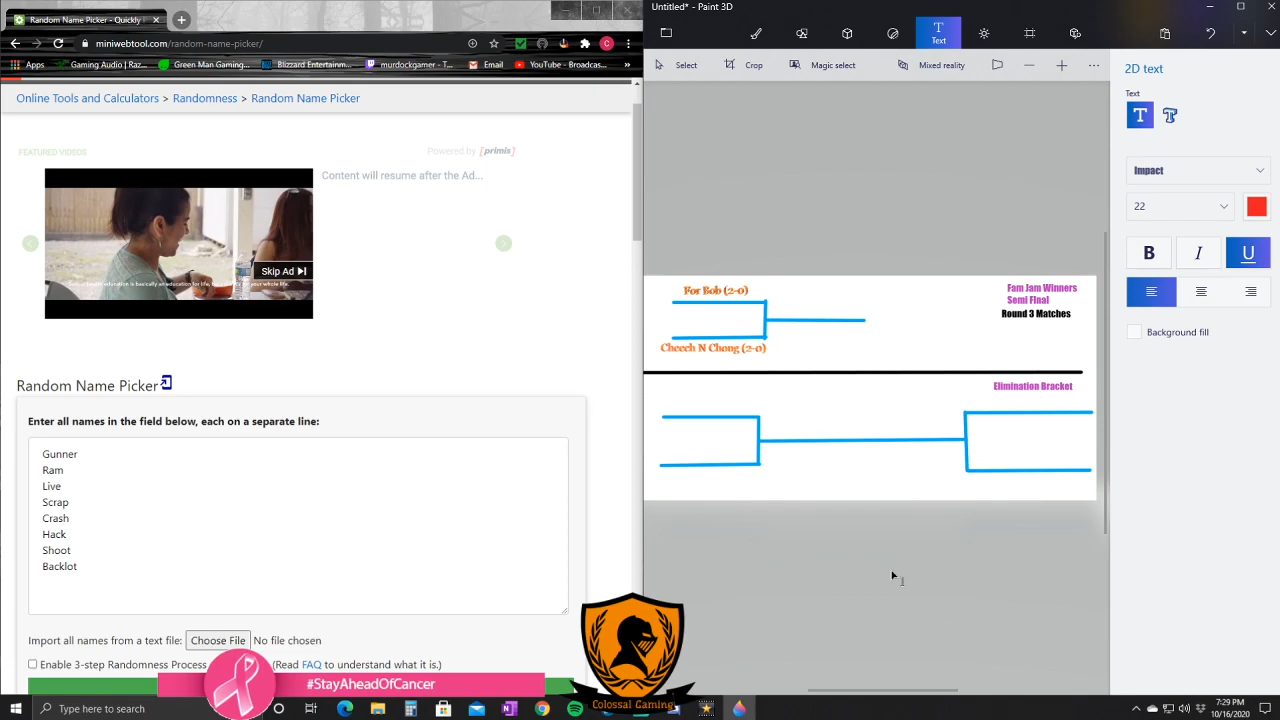 Random Name Picker - Quickly
miniwebtool.com/random-name-picker/
C
Apps
Gaming Audio | Raz...
Green Man Gaming...
Blizzard Entertainm...
murdockgamer - T...
Email
YouTube - Broadcas...
»
Online Tools and Calculators > Randomness > Random Name Picker
FEATURED VIDEOS
Powered by [primis]
Content will resume after the Ad...
Skip Ad
Random Name Picker
Enter all names in the field below, each on a separate line:
Gunner
Ram
Live
Scrap
Crash
Hack
Shoot
Backlot
Import all names from a text file: Choose File No file chosen
Enable 3-step Randomness Process (Read FAQ to understand what it is.)
#StayAheadOfCancer
Colossal Gaming
Untitled* - Paint 3D
Text
Select
Crop
Magic select
Mixed reality
2D text
Text
T
Impact
22
B
I
U
Background fill
For Bob (2-0)
Cheech N Chong (2-0)
Fam Jam Winners
Semi Final
Round 3 Matches
Elimination Bracket
Type here to search
7:29 PM
10/16/2020